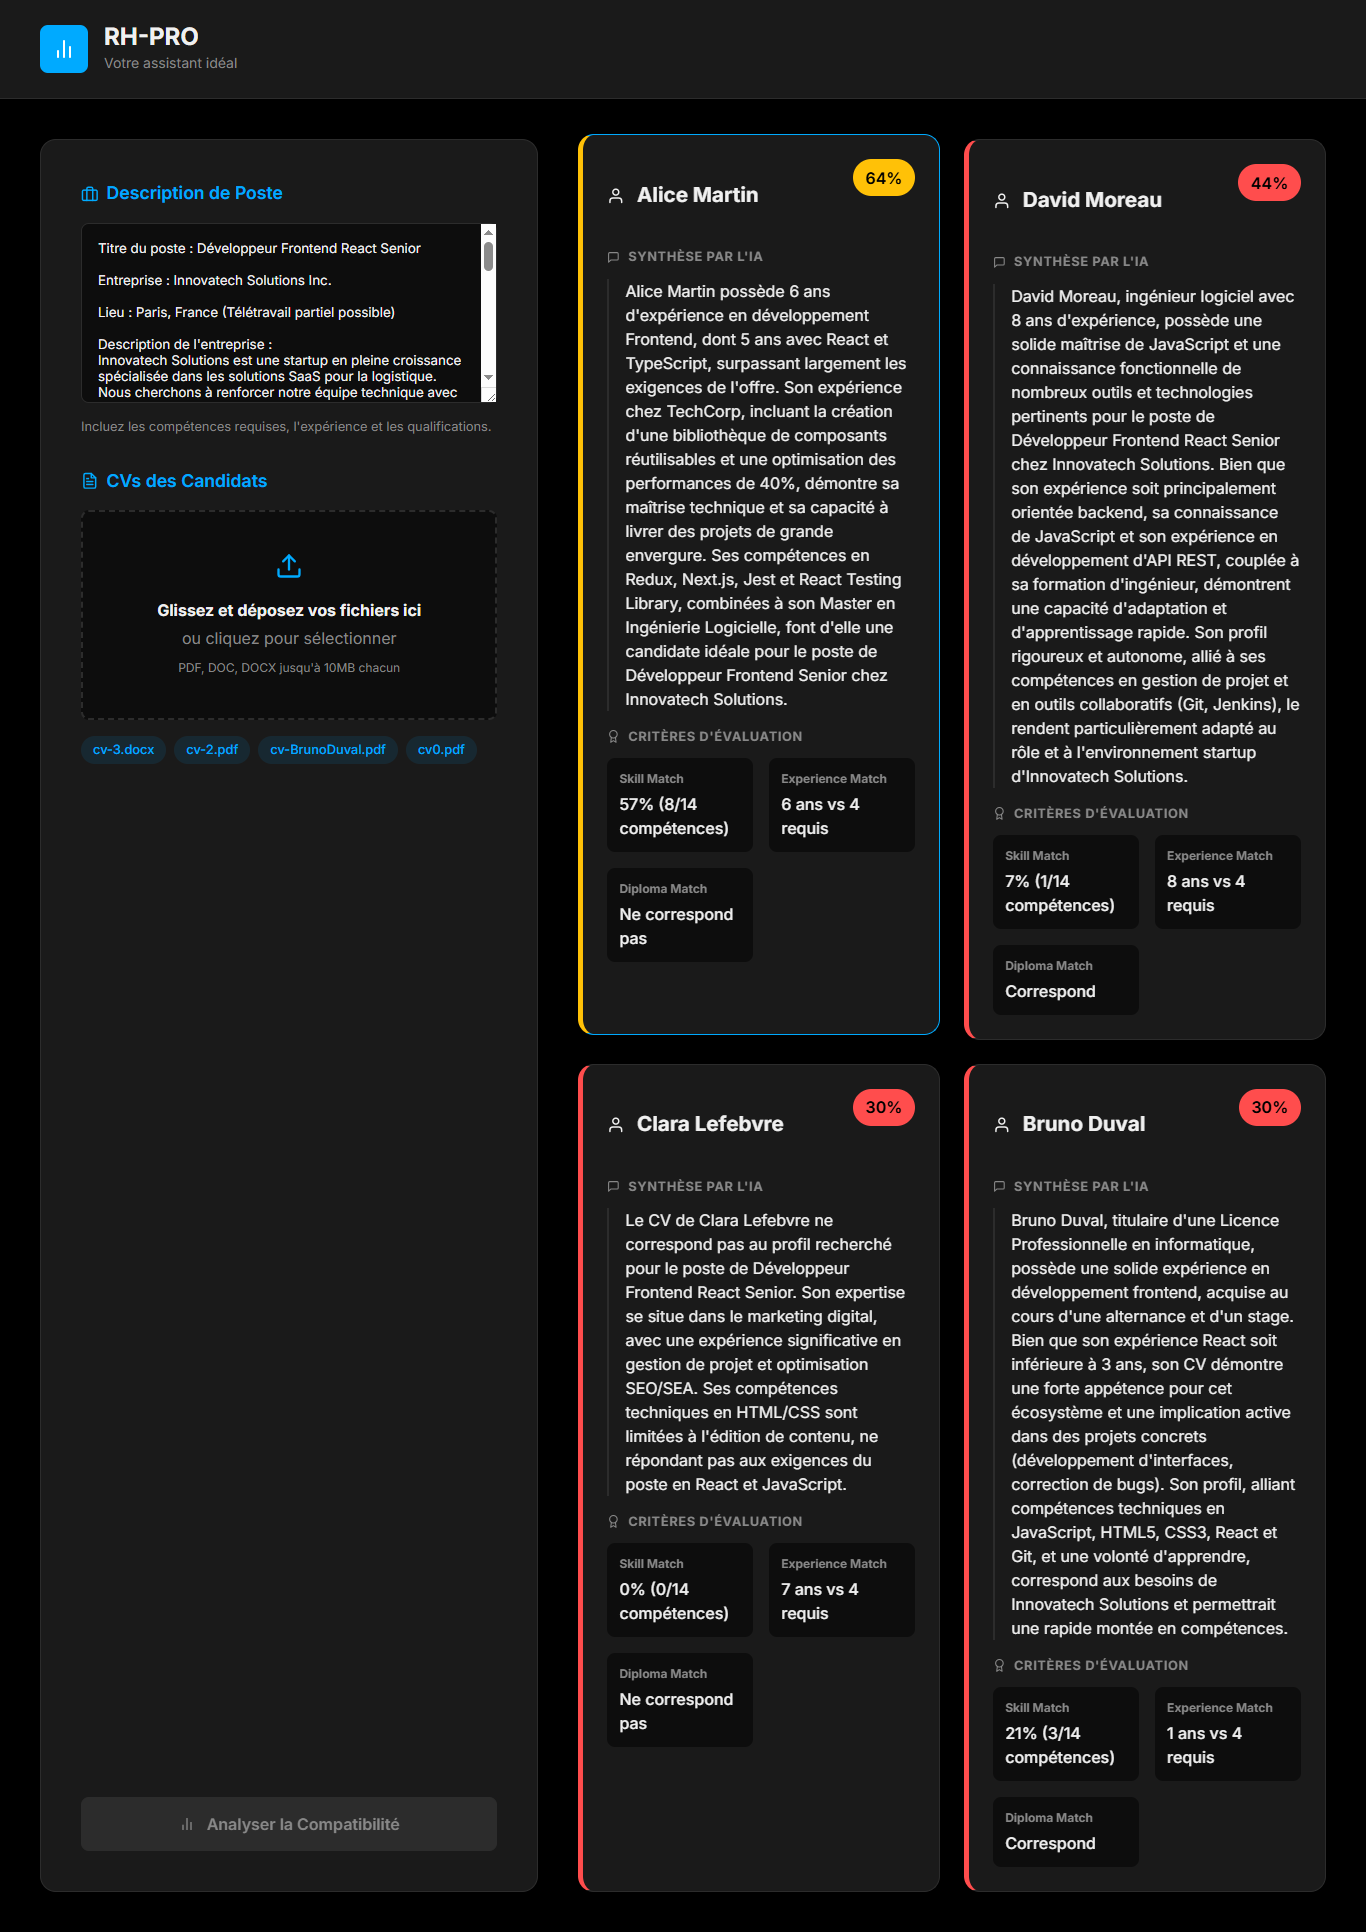 RH-PRO
Votre assistant idéal
Description de Poste
Titre du poste : Développeur Frontend React Senior
Entreprise : Innovatech Solutions Inc.
Lieu : Paris, France (Télétravail partiel possible)
Description de l'entreprise :
Innovatech Solutions est une startup en pleine croissance
spécialisée dans les solutions SaaS pour la logistique.
Nous cherchons à renforcer notre équipe technique avec
Incluez les compétences requises, l'expérience et les qualifications.
CVs des Candidats
Glissez et déposez vos fichiers ici
ou cliquez pour sélectionner
PDF, DOC, DOCX jusqu'à 10MB chacun
cv-3.docx cv-2.pdf cv-BrunoDuval.pdf cv0.pdf
Analyser la Compatibilité
64%
Alice Martin
SYNTHÈSE PAR L'IA
Alice Martin possède 6 ans
d'expérience en développement
Frontend, dont 5 ans avec React et
TypeScript, surpassant largement les
exigences de l'offre. Son expérience
chez TechCorp, incluant la création
d'une bibliothèque de composants
réutilisables et une optimisation des
performances de 40%, démontre sa
maîtrise technique et sa capacité à
livrer des projets de grande
envergure. Ses compétences en
Redux, Next.js, Jest et React Testing
Library, combinées à son Master en
Ingénierie Logicielle, font d'elle une
candidate idéale pour le poste de
Développeur Frontend Senior chez
Innovatech Solutions.
CRITÈRES D'ÉVALUATION
Skill Match
57% (8/14
compétences)
Experience Match
6 ans vs 4
requis
Diploma Match
Ne correspond
pas
44%
David Moreau
SYNTHÈSE PAR L'IA
David Moreau, ingénieur logiciel avec
8 ans d'expérience, possède une
solide maîtrise de JavaScript et une
connaissance fonctionnelle de
nombreux outils et technologies
pertinents pour le poste de
Développeur Frontend React Senior
chez Innovatech Solutions. Bien que
son expérience soit principalement
orientée backend, sa connaissance
de JavaScript et son expérience en
développement d'API REST, couplée à
sa formation d'ingénieur, démontrent
une capacité d'adaptation et
d'apprentissage rapide. Son profil
rigoureux et autonome, allié à ses
compétences en gestion de projet et
en outils collaboratifs (Git, Jenkins), le
rendent particulièrement adapté au
rôle et à l'environnement startup
d'Innovatech Solutions.
CRITÈRES D'ÉVALUATION
Skill Match
7% (1/14
compétences)
Experience Match
8 ans vs 4
requis
Diploma Match
Correspond
30%
Clara Lefebvre
SYNTHÈSE PAR L'IA
Le CV de Clara Lefebvre ne
correspond pas au profil recherché
pour le poste de Développeur
Frontend React Senior. Son expertise
se situe dans le marketing digital,
avec une expérience significative en
gestion de projet et optimisation
SEO/SEA. Ses compétences
techniques en HTML/CSS sont
limitées à l'édition de contenu, ne
répondant pas aux exigences du
poste en React et JavaScript.
CRITÈRES D'ÉVALUATION
Skill Match
0% (0/14
compétences)
Experience Match
7 ans vs 4
requis
Diploma Match
Ne correspond
pas
30%
Bruno Duval
SYNTHÈSE PAR L'IA
Bruno Duval, titulaire d'une Licence
Professionnelle en informatique,
possède une solide expérience en
développement frontend, acquise au
cours d'une alternance et d'un stage.
Bien que son expérience React soit
inférieure à 3 ans, son CV démontre
une forte appétence pour cet
écosystème et une implication active
dans des projets concrets
(développement d'interfaces,
correction de bugs). Son profil, alliant
compétences techniques en
JavaScript, HTML5, CSS3, React et
Git, et une volonté d'apprendre,
correspond aux besoins de
Innovatech Solutions et permettrait
une rapide montée en compétences.
CRITÈRES D'ÉVALUATION
Skill Match
21% (3/14
compétences)
Experience Match
1 ans vs 4
requis
Diploma Match
Correspond